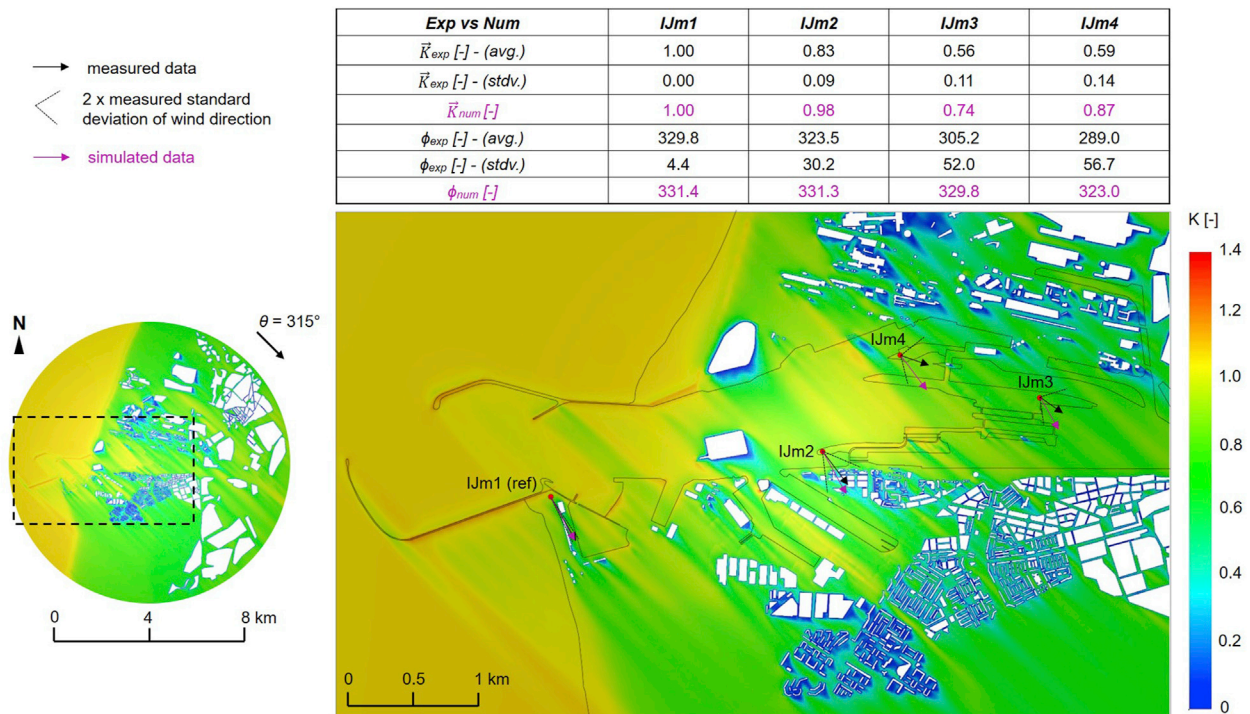 Exp vs Num IJm1 IJm2 IJm3 IJm4
K⃗exp [-] - (avg.) 1.00 0.83 0.56 0.59
K⃗exp [-] - (stdv.) 0.00 0.09 0.11 0.14
K⃗num [-] 1.00 0.98 0.74 0.87
ϕexp [-] - (avg.) 329.8 323.5 305.2 289.0
ϕexp [-] - (stdv.) 4.4 30.2 52.0 56.7
ϕnum [-] 331.4 331.3 329.8 323.0
measured data
2 x measured standard
deviation of wind direction
simulated data
N
θ = 315°
0 4 8 km
IJm4
IJm3
IJm2
IJm1 (ref)
0 0.5 1 km
K [-]
1.4
1.2
1.0
0.8
0.6
0.4
0.2
0